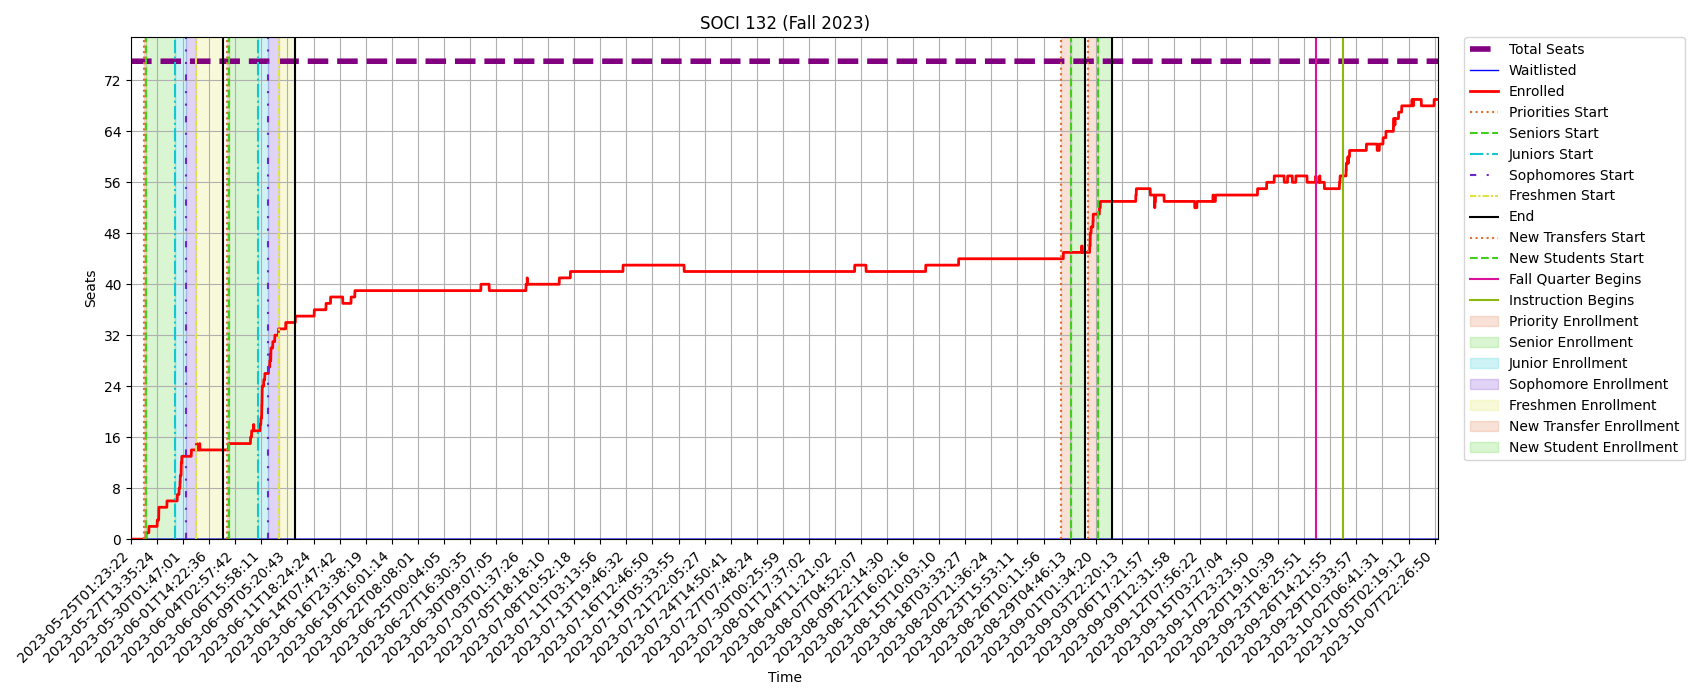 SOCI 132 (Fall 2023)
Seats
72
64
56
48
40
32
24
16
8
0
2023-05-25T01:23:22
2023-05-27T13:35:24
2023-05-30T01:47:01
2023-06-01T14:22:36
2023-06-04T02:57:42
2023-06-06T15:58:11
2023-06-09T05:20:43
2023-06-11T18:24:24
2023-06-14T07:47:42
2023-06-16T23:38:19
2023-06-19T16:01:14
2023-06-22T08:08:01
2023-06-25T00:04:05
2023-06-27T16:30:35
2023-06-30T09:07:05
2023-07-03T01:37:26
2023-07-05T18:18:10
2023-07-08T10:52:18
2023-07-11T03:13:56
2023-07-13T19:46:32
2023-07-16T12:46:50
2023-07-19T05:33:55
2023-07-21T22:05:27
2023-07-24T14:50:41
2023-07-27T07:48:24
2023-07-30T00:25:59
2023-08-01T17:37:02
2023-08-04T11:21:02
2023-08-07T04:52:07
2023-08-09T22:14:30
2023-08-12T16:02:16
2023-08-15T10:03:10
2023-08-18T03:33:27
2023-08-20T21:36:24
2023-08-23T15:53:11
2023-08-26T10:11:56
2023-08-29T04:46:13
2023-09-01T01:34:20
2023-09-03T22:20:13
2023-09-06T17:21:57
2023-09-09T12:31:58
2023-09-12T07:56:22
2023-09-15T03:27:04
2023-09-17T23:23:50
2023-09-20T19:10:39
2023-09-23T18:25:51
2023-09-26T14:21:55
2023-09-29T10:33:57
2023-10-02T06:41:31
2023-10-05T02:19:12
2023-10-07T22:26:50
Time
Total Seats
Waitlisted
Enrolled
Priorities Start
Seniors Start
Juniors Start
Sophomores Start
Freshmen Start
End
New Transfers Start
New Students Start
Fall Quarter Begins
Instruction Begins
Priority Enrollment
Senior Enrollment
Junior Enrollment
Sophomore Enrollment
Freshmen Enrollment
New Transfer Enrollment
New Student Enrollment